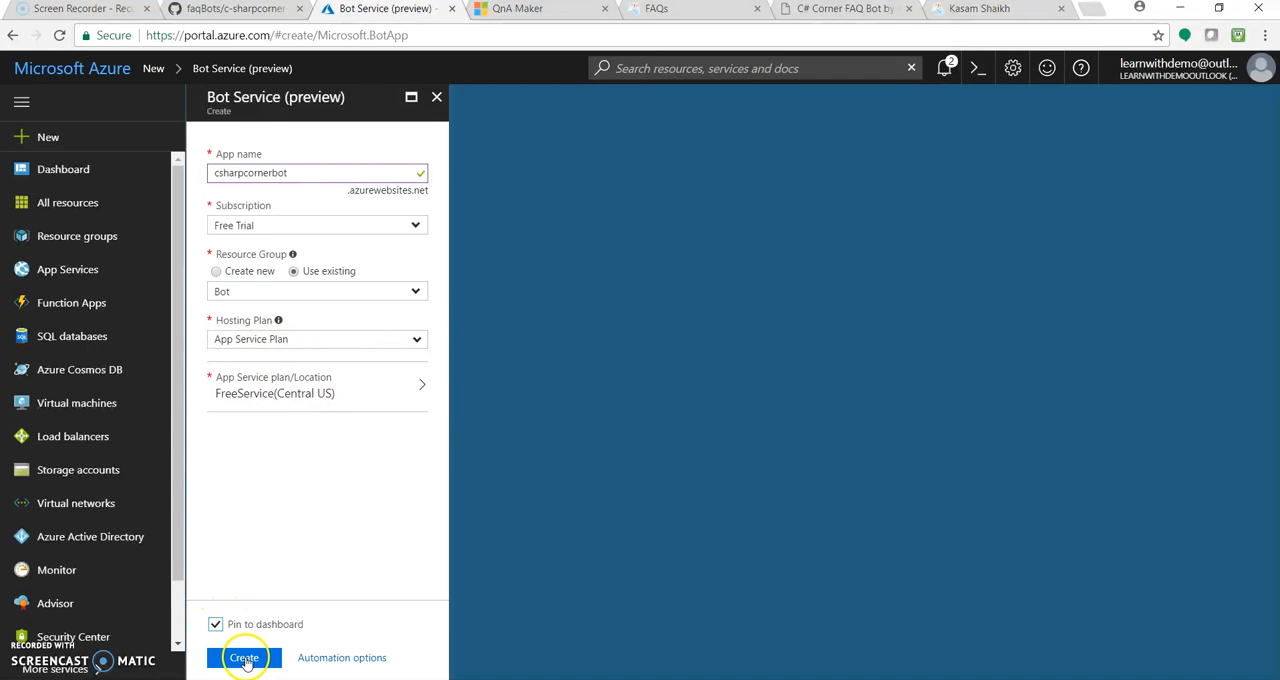 Screen Recorder - Reco
faqBots/c-sharpcorner
Bot Service (preview) -
QnA Maker
FAQs
C# Corner FAQ Bot by
Kasam Shaikh
Secure
https://portal.azure.com/#create/Microsoft.BotApp
Microsoft Azure
New > Bot Service (preview)
Search resources, services and docs
2
learnwithdemo@outl...
LEARNWITHDEMOOUTLOOK (...
New
Dashboard
All resources
Resource groups
App Services
Function Apps
SQL databases
Azure Cosmos DB
Virtual machines
Load balancers
Storage accounts
Virtual networks
Azure Active Directory
Monitor
Advisor
Security Center
More services
RECORDED WITH
SCREENCAST MATIC
Bot Service (preview)
Create
* App name
csharpcornerbot
.azurewebsites.net
* Subscription
Free Trial
* Resource Group
Create new Use existing
Bot
* Hosting Plan
App Service Plan
* App Service plan/Location
FreeService(Central US)
Pin to dashboard
Create
Automation options